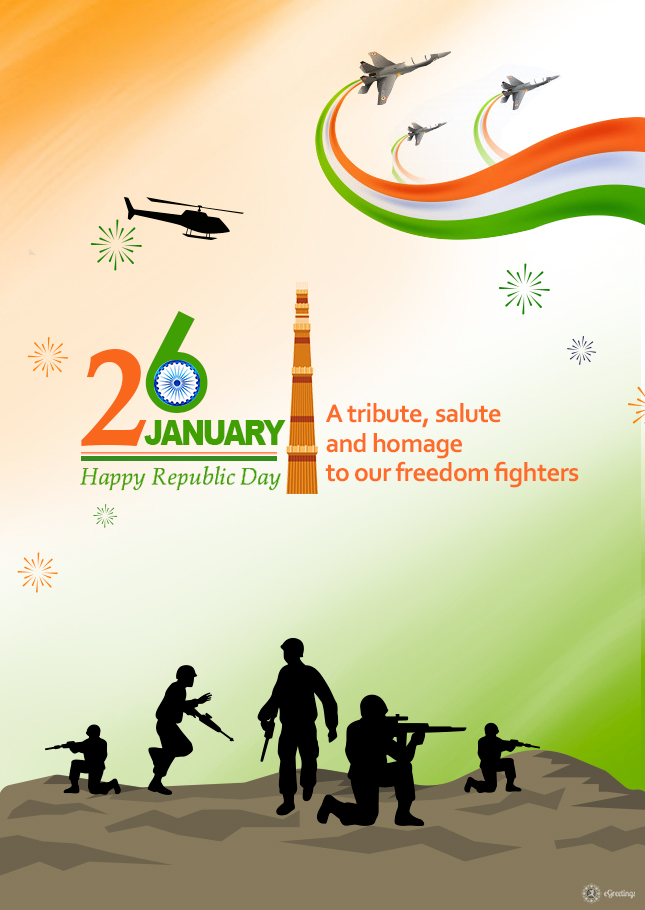 26
JANUARY
Happy Republic Day
A tribute, salute
and homage
to our freedom fighters
eGreetings